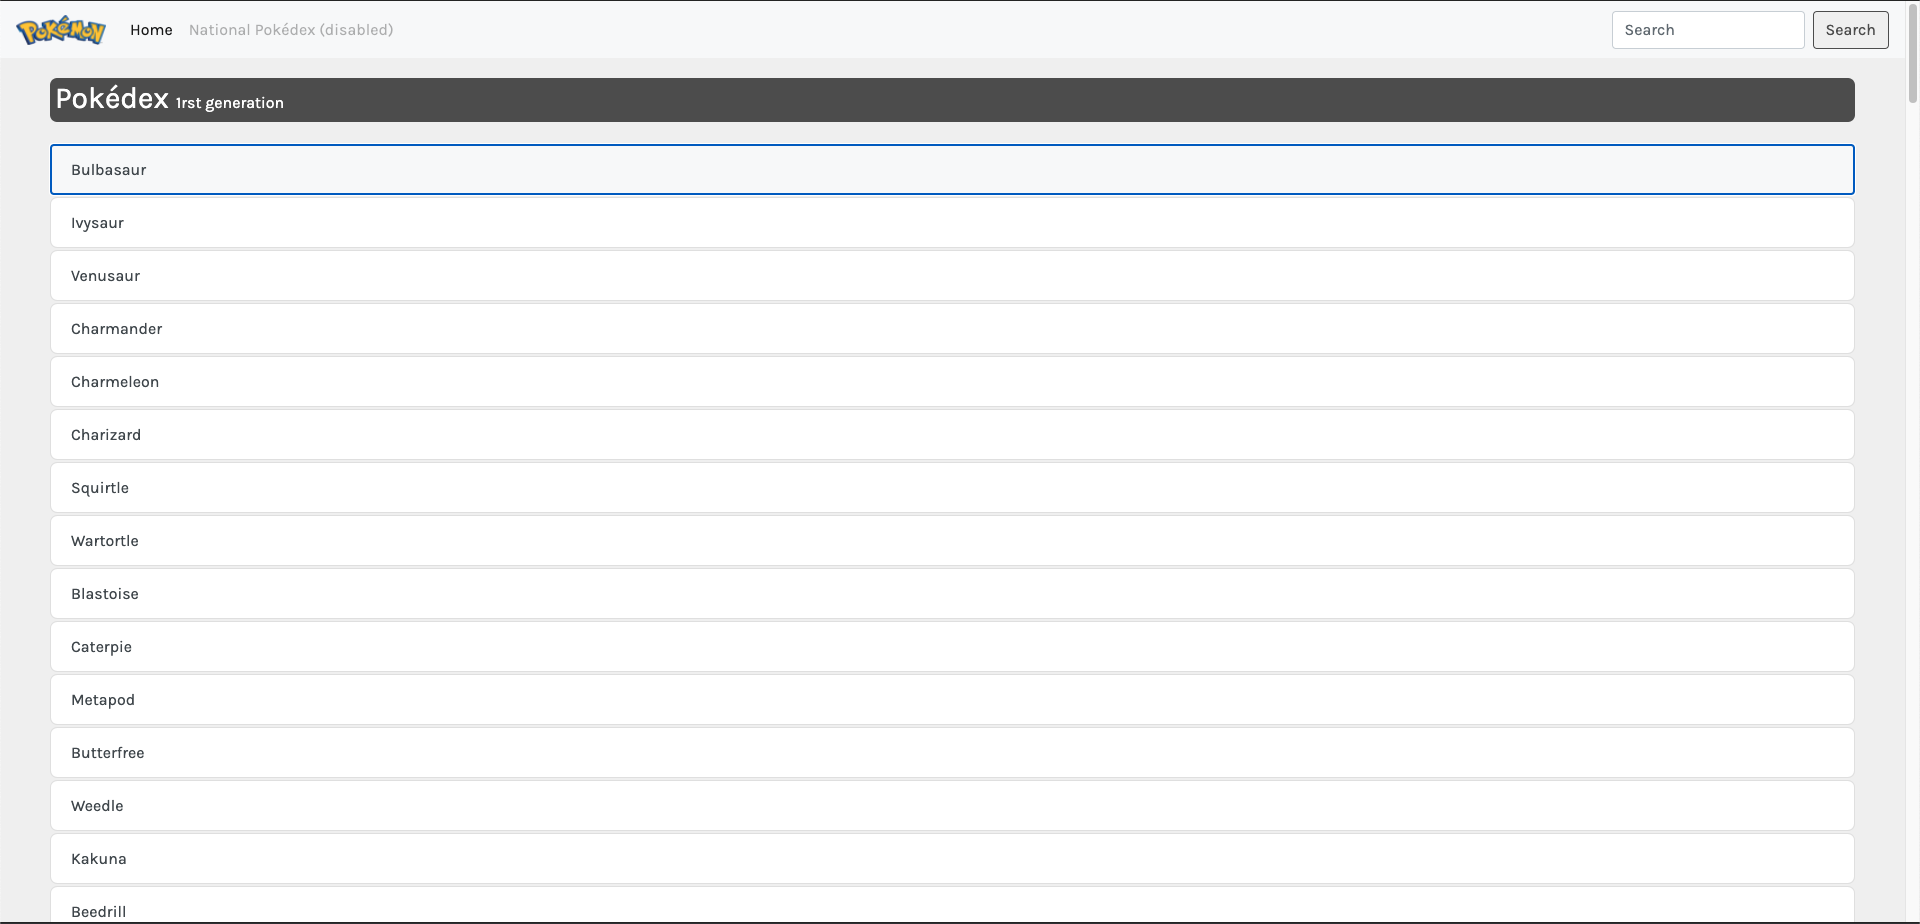 POKéMON Home National Pokédex (disabled) Search Search
Pokédex 1rst generation
Bulbasaur
Ivysaur
Venusaur
Charmander
Charmeleon
Charizard
Squirtle
Wartortle
Blastoise
Caterpie
Metapod
Butterfree
Weedle
Kakuna
Beedrill